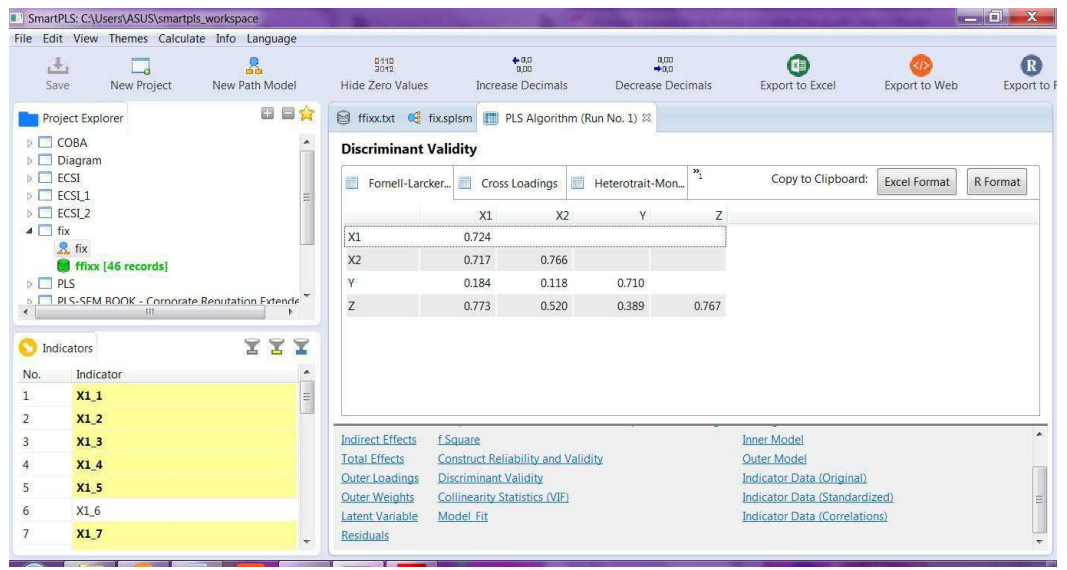 SmartPLS: C:\Users\ASUS\smartpls_workspace
File Edit View Themes Calculate Info Language
Save New Project New Path Model Hide Zero Values Increase Decimals Decrease Decimals Export to Excel Export to Web Export to
Project Explorer
COBA
Diagram
ECSI
ECSI_1
ECSI_2
fix
fix
ffixx [46 records]
PLS
PLS-SEM BOOK - Corporate Reputation Extende
Indicators
No. Indicator
1 X1_1
2 X1_2
3 X1_3
4 X1_4
5 X1_5
6 X1_6
7 X1_7
ffixx.txt fix.splsm PLS Algorithm (Run No. 1)
Discriminant Validity
Fornell-Larcker... Cross Loadings Heterotrait-Mon... »1 Copy to Clipboard: Excel Format R Format
X1 X2 Y Z
X1 0.724
X2 0.717 0.766
Y 0.184 0.118 0.710
Z 0.773 0.520 0.389 0.767
Indirect Effects f Square Inner Model
Total Effects Construct Reliability and Validity Outer Model
Outer Loadings Discriminant Validity Indicator Data (Original)
Outer Weights Collinearity Statistics (VIF) Indicator Data (Standardized)
Latent Variable Model_Fit Indicator Data (Correlations)
Residuals